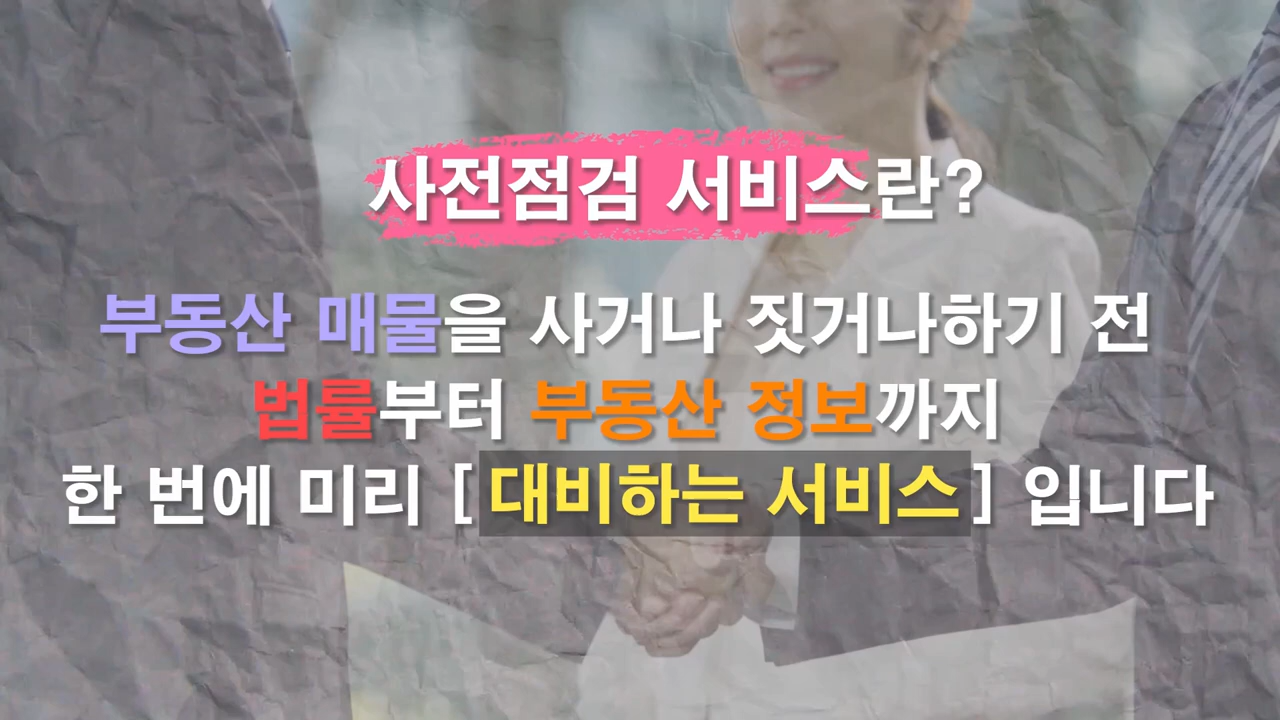 사전점검 서비스란?
부동산 매물을 사거나 짓거나하기 전
법률부터 부동산 정보까지
한 번에 미리 [대비하는 서비스] 입니다